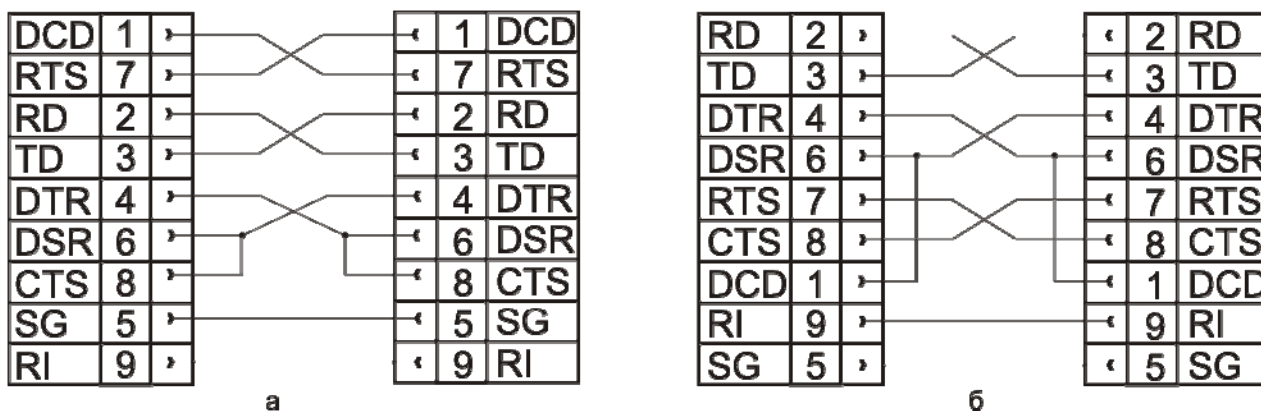 DCD 1 1 DCD
RTS 7 7 RTS
RD 2 2 RD
TD 3 3 TD
DTR 4 4 DTR
DSR 6 6 DSR
CTS 8 8 CTS
SG 5 5 SG
RI 9 9 RI
а
RD 2 2 RD
TD 3 3 TD
DTR 4 4 DTR
DSR 6 6 DSR
RTS 7 7 RTS
CTS 8 8 CTS
DCD 1 1 DCD
RI 9 9 RI
SG 5 5 SG
б